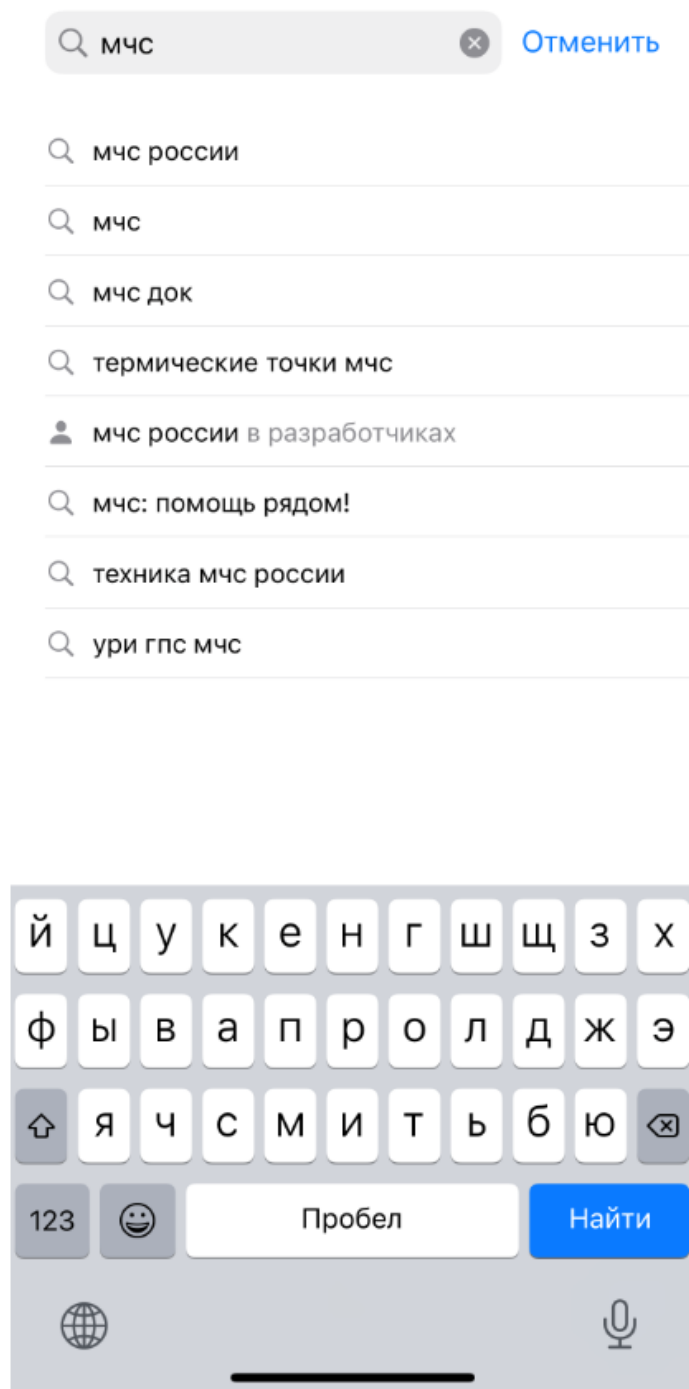 мчс
Отменить
мчс россии
мчс
мчс док
термические точки мчс
мчс россии в разработчиках
мчс: помощь рядом!
техника мчс россии
ури гпс мчс
й ц у к е н г ш щ з х
ф ы в а п р о л д ж э
я ч с м и т ь б ю
123 Пробел Найти